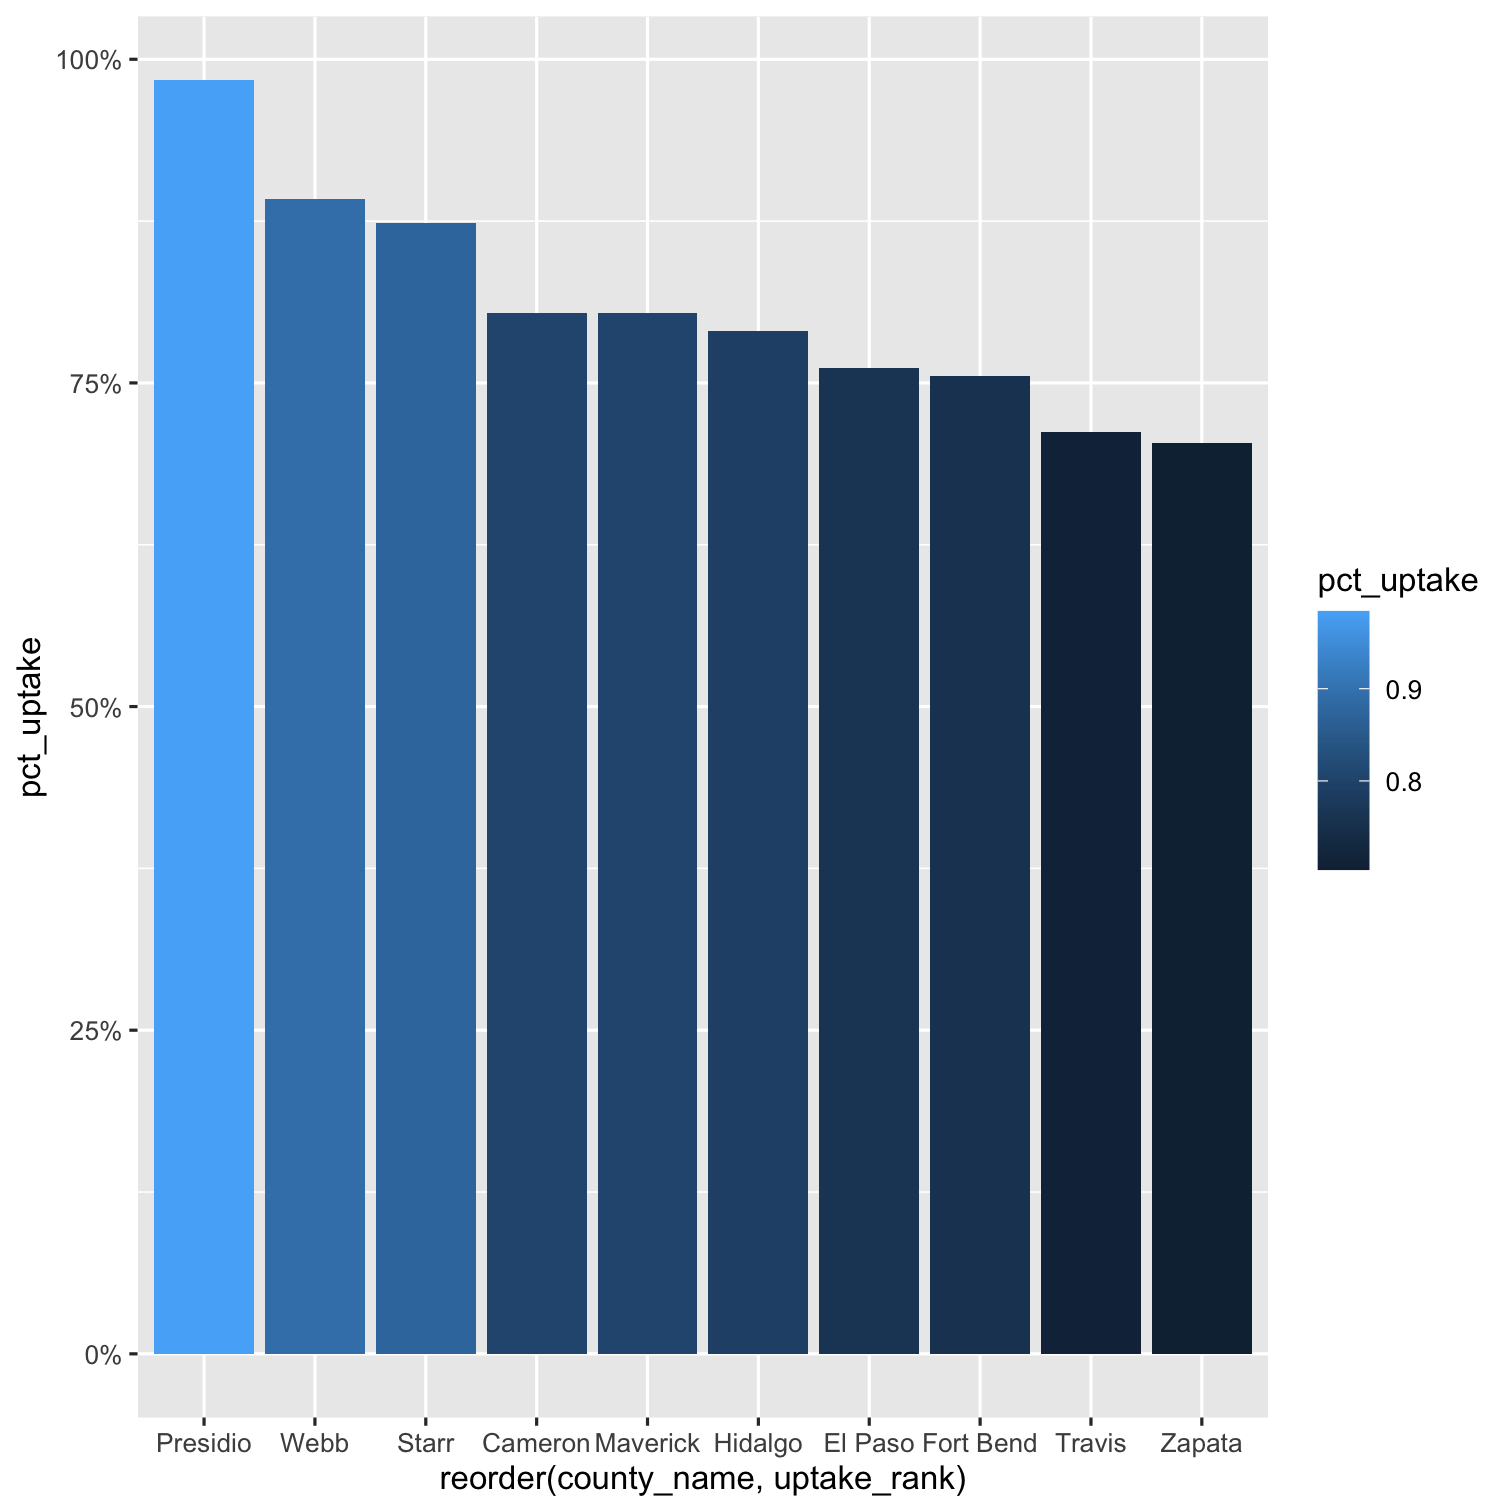 100%
75%
50%
25%
0%
pct_uptake
Presidio Webb Starr Cameron Maverick Hidalgo El Paso Fort Bend Travis Zapata
reorder(county_name, uptake_rank)
pct_uptake
0.9
0.8